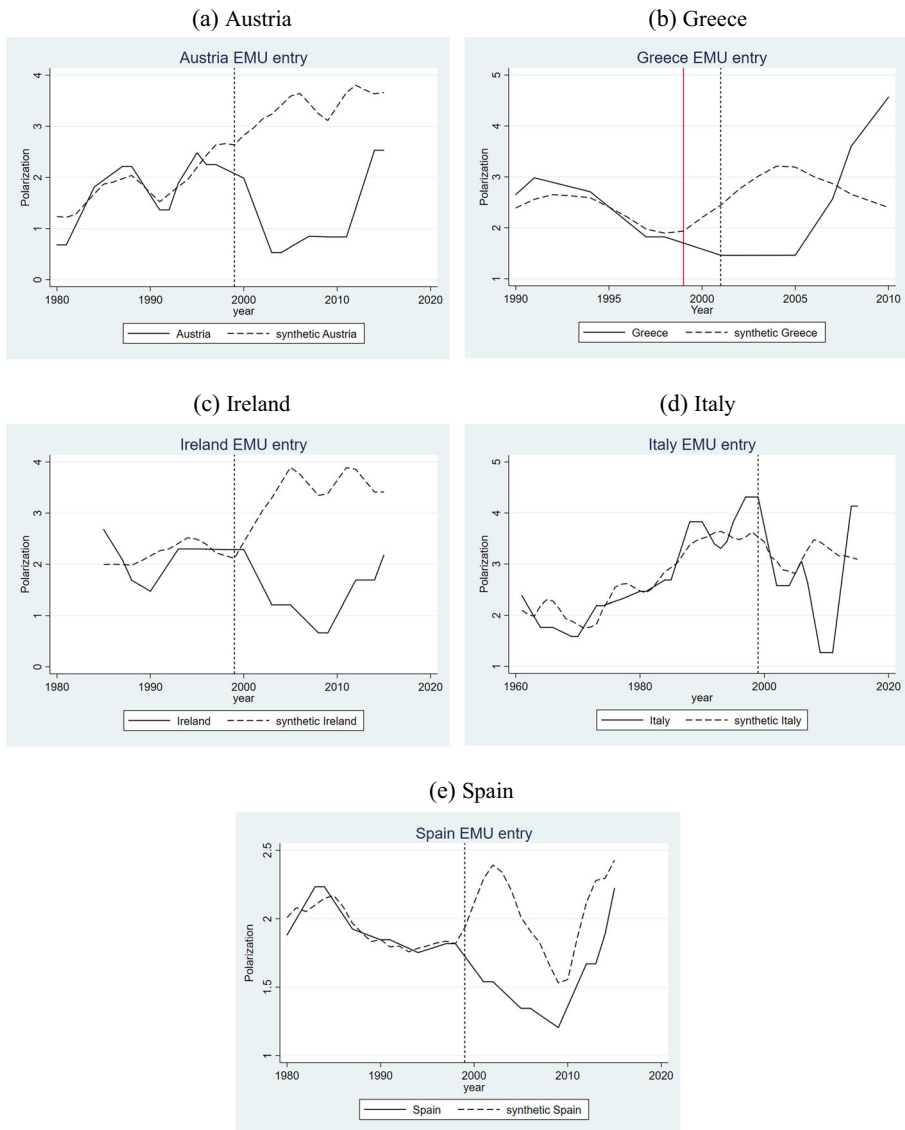 (a) Austria
Austria EMU entry
Polarization
4
3
2
1
0
1980 1990 2000 2010 2020
year
Austria synthetic Austria
(b) Greece
Greece EMU entry
Polarization
5
4
3
2
1
1990 1995 2000 2005 2010
Year
Greece synthetic Greece
(c) Ireland
Ireland EMU entry
Polarization
4
3
2
1
0
1980 1990 2000 2010 2020
year
Ireland synthetic Ireland
(d) Italy
Italy EMU entry
Polarization
5
4
3
2
1
1960 1980 2000 2020
year
Italy synthetic Italy
(e) Spain
Spain EMU entry
Polarization
2.5
2
1.5
1
1980 1990 2000 2010 2020
year
Spain synthetic Spain